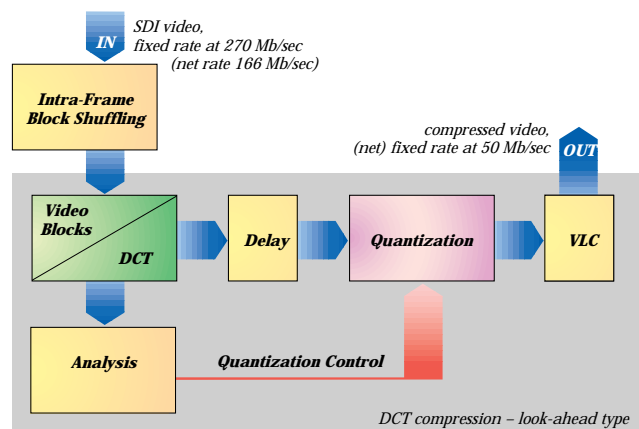 IN
SDI video,
fixed rate at 270 Mb/sec
(net rate 166 Mb/sec)
Intra-Frame
Block Shuffling
compressed video,
(net) fixed rate at 50 Mb/sec
OUT
Video
Blocks
DCT
Delay
Quantization
VLC
Analysis
Quantization Control
DCT compression – look-ahead type